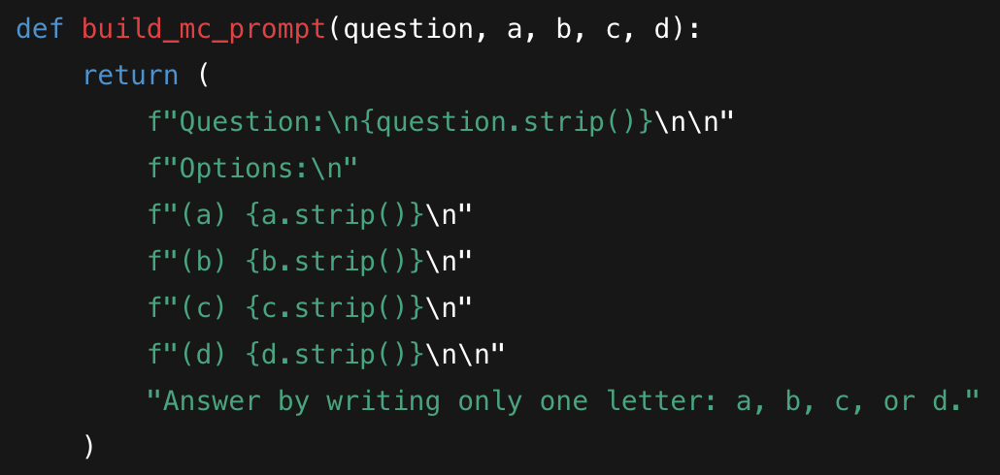 def build_mc_prompt(question, a, b, c, d):
    return (
        f"Question:\n{question.strip()}\n\n"
        f"Options:\n"
        f"(a) {a.strip()}\n"
        f"(b) {b.strip()}\n"
        f"(c) {c.strip()}\n"
        f"(d) {d.strip()}\n\n"
        "Answer by writing only one letter: a, b, c, or d."
    )